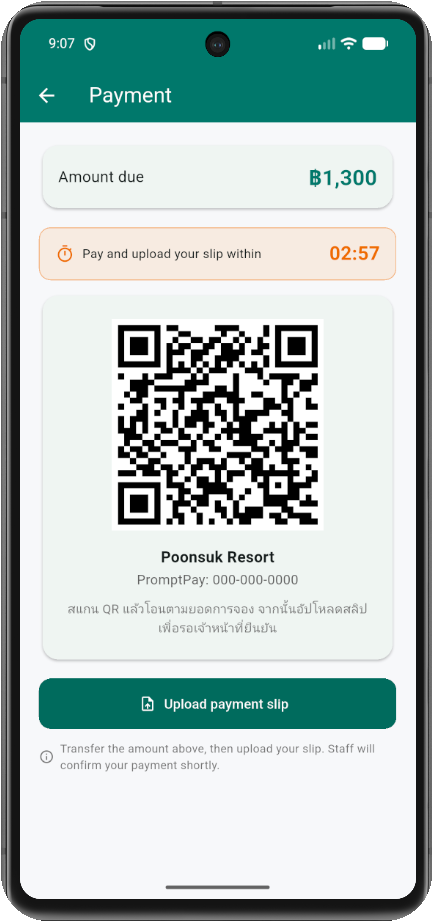 9:07
Payment
Amount due
฿1,300
Pay and upload your slip within
02:57
Poonsuk Resort
PromptPay: 000-000-0000
สแกน QR แล้วโอนตามยอดการจอง จากนั้นอัปโหลดสลิป
เพื่อรอเจ้าหน้าที่ยืนยัน
Upload payment slip
Transfer the amount above, then upload your slip. Staff will
confirm your payment shortly.